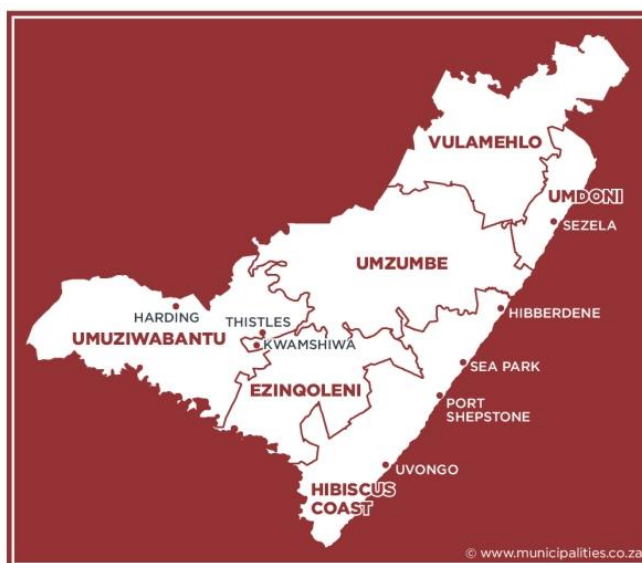 VULAMEHLO
UMDONI
SEZELA
UMZUMBE
HARDING
THISTLES
HIBBERDENE
UMUZIWABANTU
KWAMSHIWA
SEA PARK
EZINQOLENI
PORT
SHEPSTONE
UVONGO
HIBISCUS
COAST
© www.municipalities.co.za